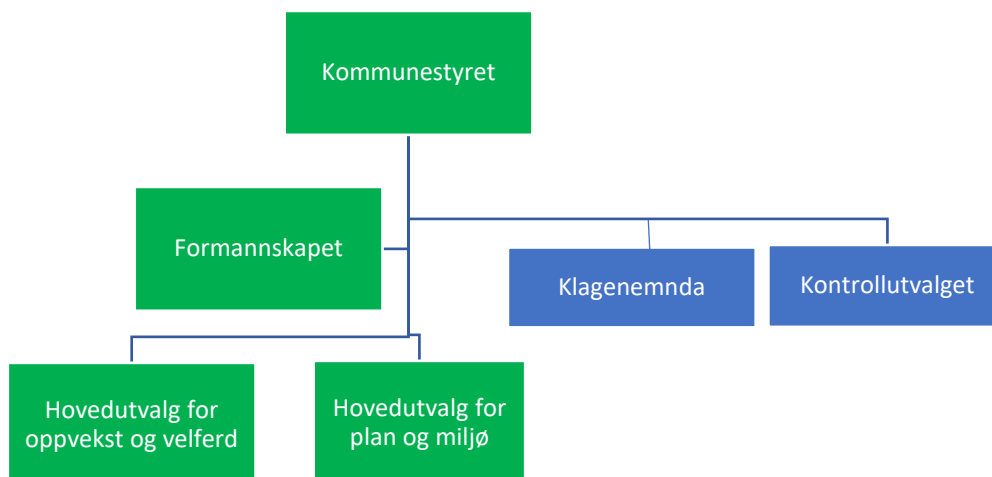 Kommunestyret
Formannskapet
Klagenemnda
Kontrollutvalget
Hovedutvalg for
oppvekst og velferd
Hovedutvalg for
plan og miljø